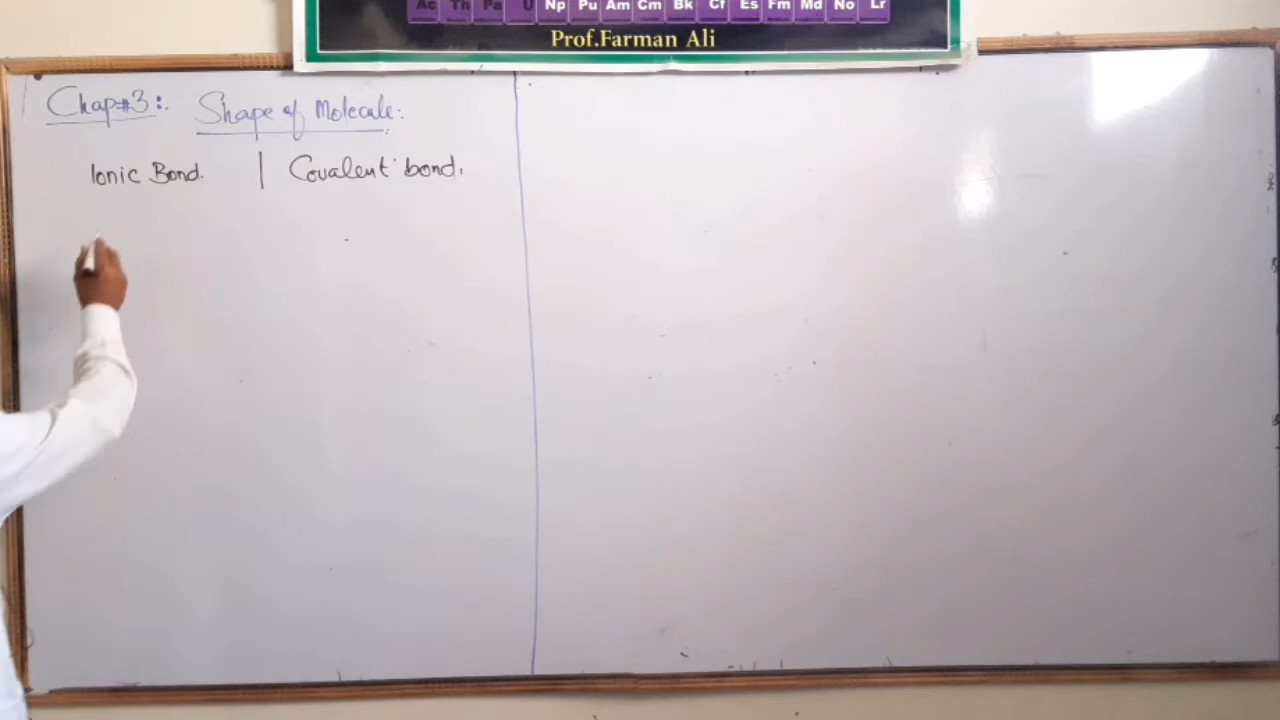 Ac Th Pa U Np Pu Am Cm Bk Cf Es Fm Md No Lr
Prof.Farman Ali
Chap#3:. Shape of Molecule:
Ionic Bond. | Covalent bond.